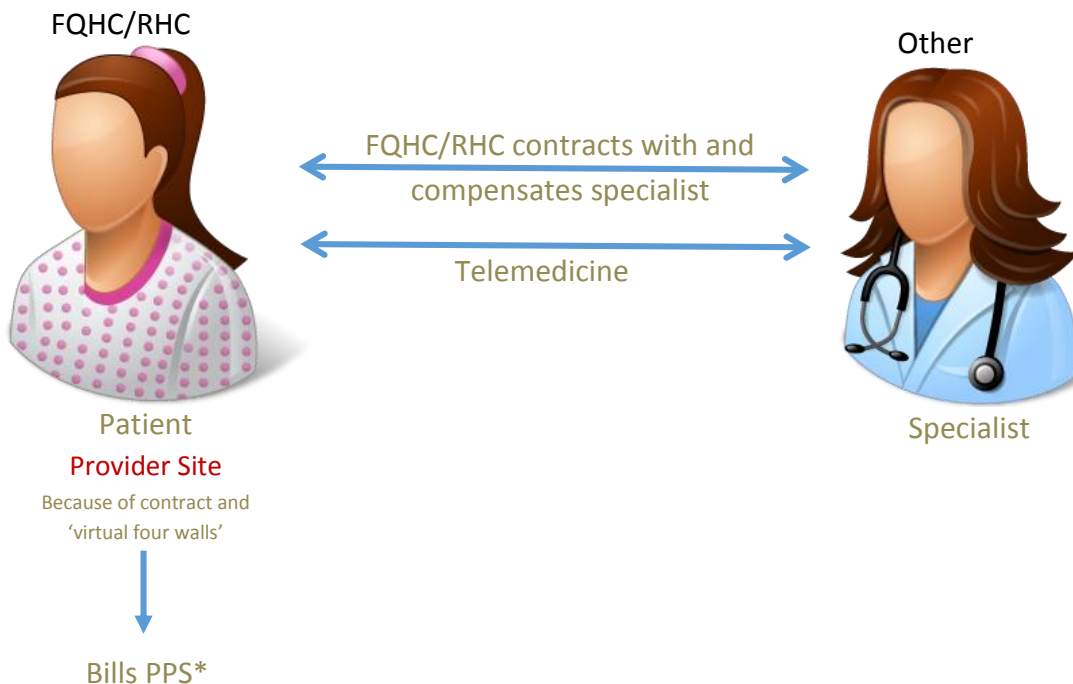 FQHC/RHC
Other
FQHC/RHC contracts with and
compensates specialist
Telemedicine
Patient
Specialist
Provider Site
Because of contract and
‘virtual four walls’
Bills PPS*